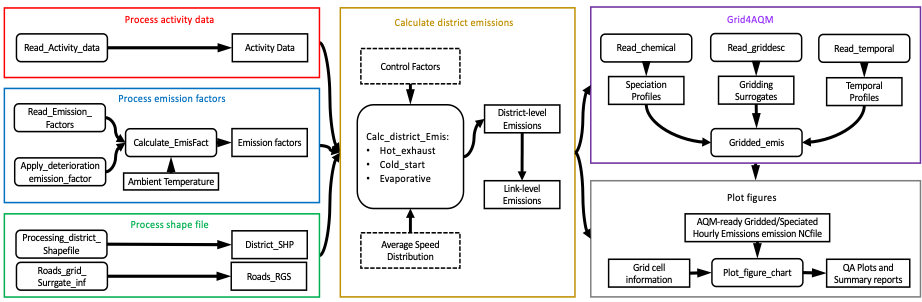 Process activity data
Read_Activity_data
Activity Data
Process emission factors
Read_Emission_
Factors
Calculate_EmisFact
Emission factors
Apply_deterioration
emission_factor
Ambient Temperature
Process shape file
Processing_district_
Shapefile
District_SHP
Roads_grid_
Surrgate_inf
Roads_RGS
Calculate district emissions
Control Factors
Calc_district_Emis:
• Hot_exhaust
• Cold_start
• Evaporative
District-level
Emissions
Link-level
Emissions
Average Speed
Distribution
Grid4AQM
Read_chemical
Read_griddesc
Read_temporal
Speciation
Profiles
Gridding
Surrogates
Temporal
Profiles
Gridded_emis
Plot figures
AQM-ready Gridded/Speciated
Hourly Emissions emission NCfile
Grid cell
information
Plot_figure_chart
QA Plots and
Summary reports